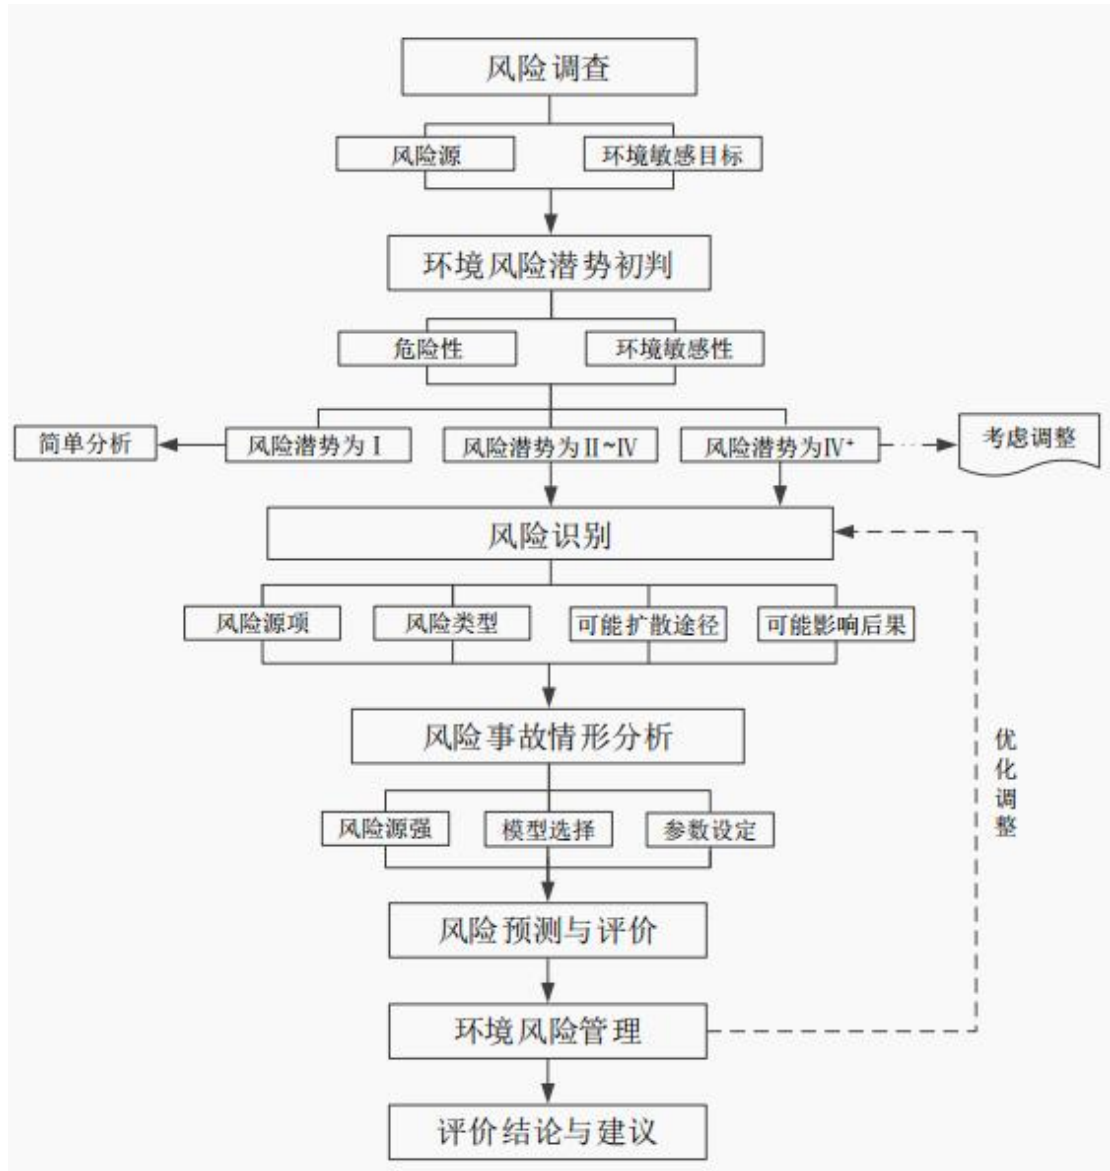 风险调查
风险源
环境敏感目标
环境风险潜势初判
危险性
环境敏感性
简单分析
风险潜势为Ⅰ
风险潜势为Ⅱ~Ⅳ
风险潜势为Ⅳ⁺
考虑调整
风险识别
风险源项
风险类型
可能扩散途径
可能影响后果
风险事故情形分析
优化调整
风险源强
模型选择
参数设定
风险预测与评价
环境风险管理
评价结论与建议